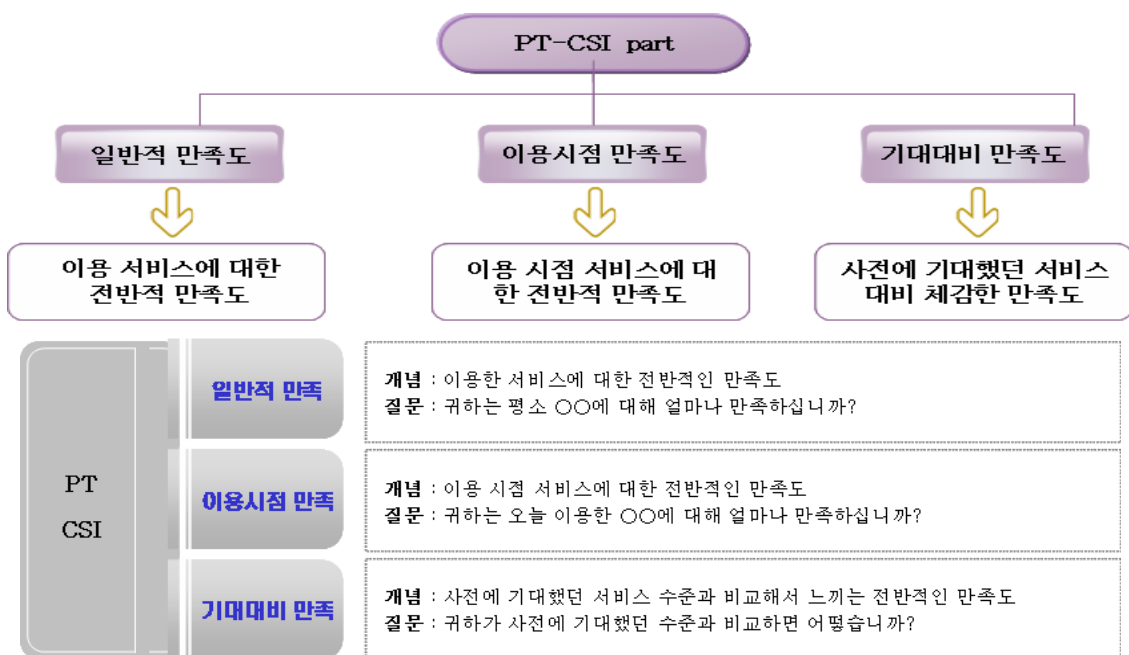 PT-CSI part
일반적 만족도
이용시점 만족도
기대대비 만족도
이용 서비스에 대한
전반적 만족도
이용 시점 서비스에 대
한 전반적 만족도
사전에 기대했던 서비스
대비 체감한 만족도
PT
CSI
일반적 만족
개념 : 이용한 서비스에 대한 전반적인 만족도
질문 : 귀하는 평소 〇〇에 대해 얼마나 만족하십니까?
이용시점 만족
개념 : 이용 시점 서비스에 대한 전반적인 만족도
질문 : 귀하는 오늘 이용한 〇〇에 대해 얼마나 만족하십니까?
기대대비 만족
개념 : 사전에 기대했던 서비스 수준과 비교해서 느끼는 전반적인 만족도
질문 : 귀하가 사전에 기대했던 수준과 비교하면 어떻습니까?